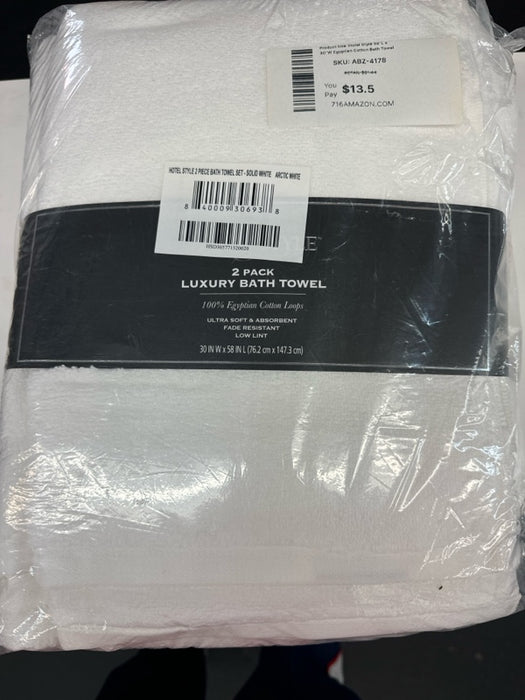 SKU: ABZ-4178
You
Pay $13.5
716AMAZON.COM
HOTEL STYLE 2 PIECE BATH TOWEL SET - SOLID WHITE ARCTIC WHITE
8 40009 30693 8
2 PACK
LUXURY BATH TOWEL
100% Egyptian Cotton Loops
ULTRA SOFT & ABSORBENT
FADE RESISTANT
LOW LINT
30 IN W x 58 IN L (76.2 cm x 147.3 cm)